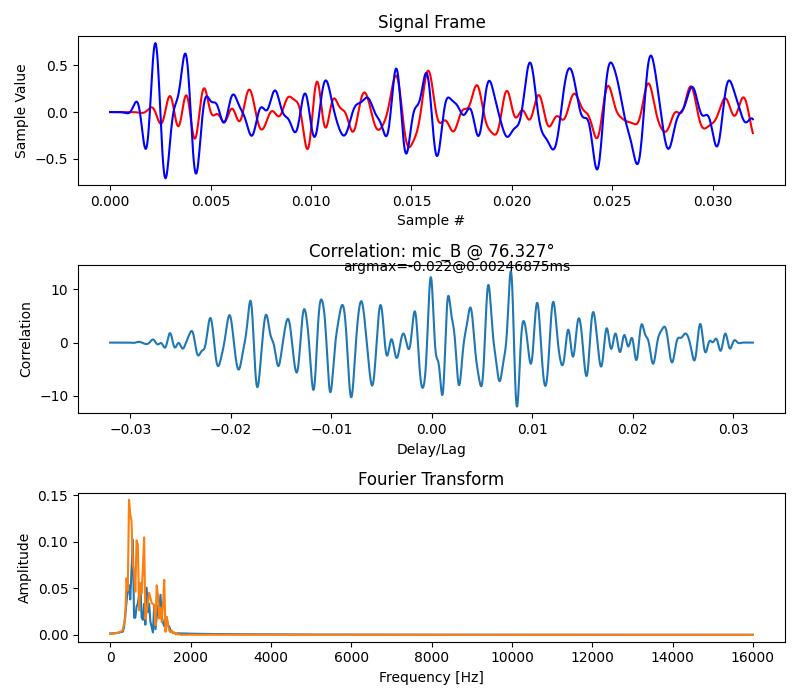 Signal Frame
Sample Value
0.5
0.0
−0.5
0.000 0.005 0.010 0.015 0.020 0.025 0.030
Sample #
Correlation: mic_B @ 76.327°
argmax=-0.022@0.00246875ms
Correlation
10
0
−10
−0.03 −0.02 −0.01 0.00 0.01 0.02 0.03
Delay/Lag
Fourier Transform
Amplitude
0.15
0.10
0.05
0.00
0 2000 4000 6000 8000 10000 12000 14000 16000
Frequency [Hz]